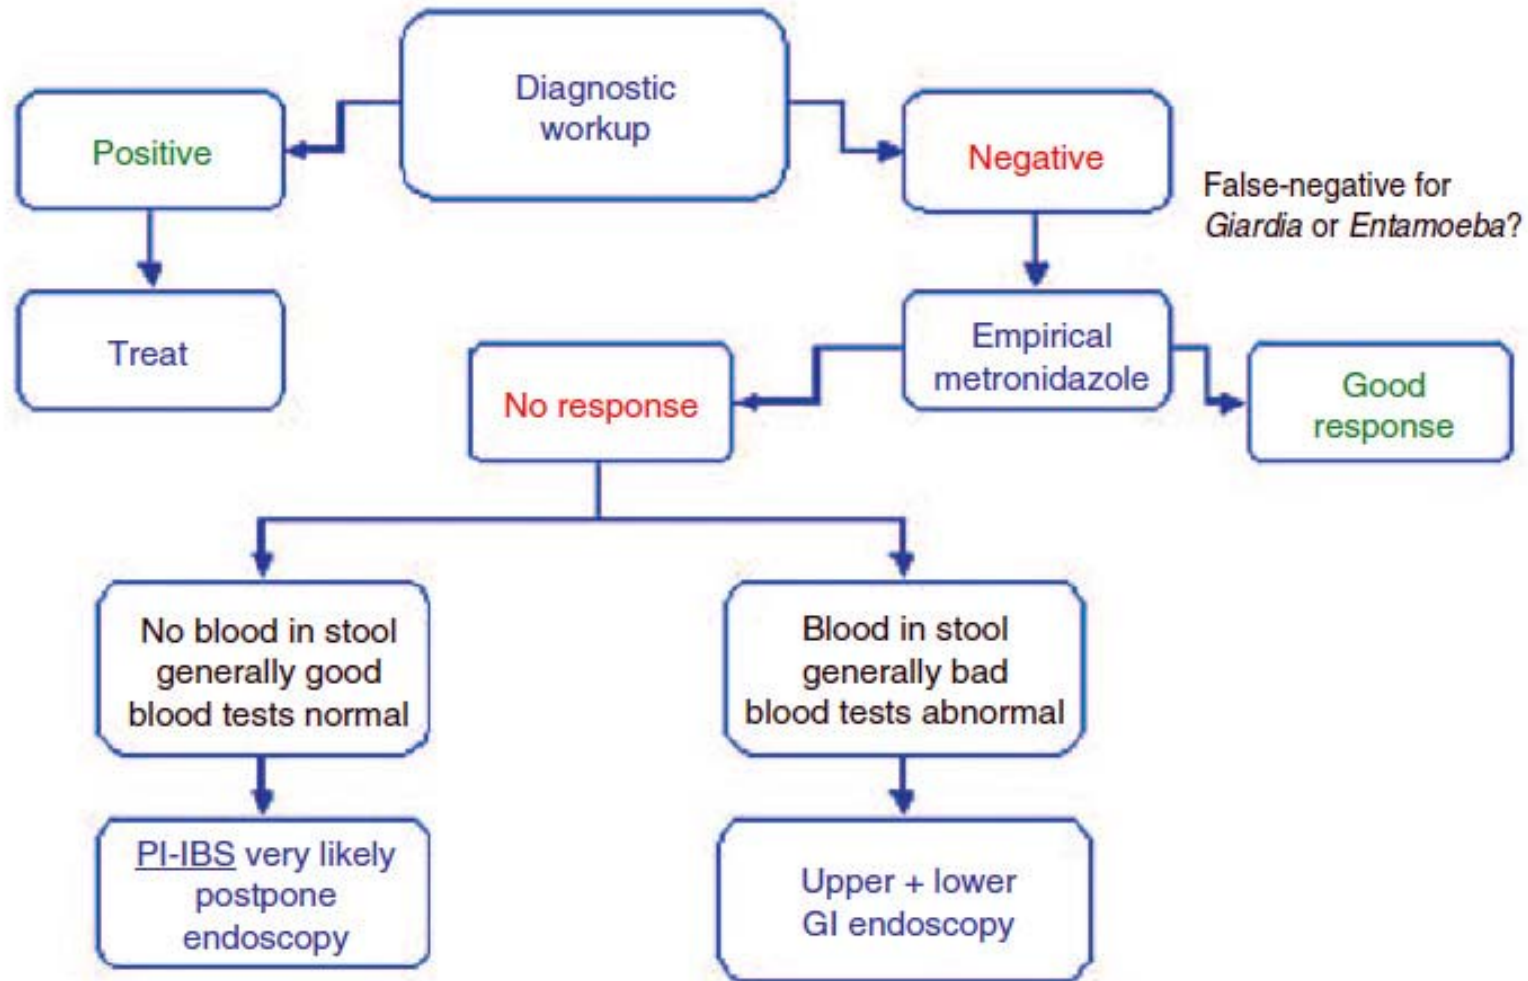 Diagnostic
workup
Positive
Negative
False-negative for
Giardia or Entamoeba?
Treat
Empirical
metronidazole
No response
Good
response
No blood in stool
generally good
blood tests normal
Blood in stool
generally bad
blood tests abnormal
PI-IBS very likely
postpone
endoscopy
Upper + lower
GI endoscopy